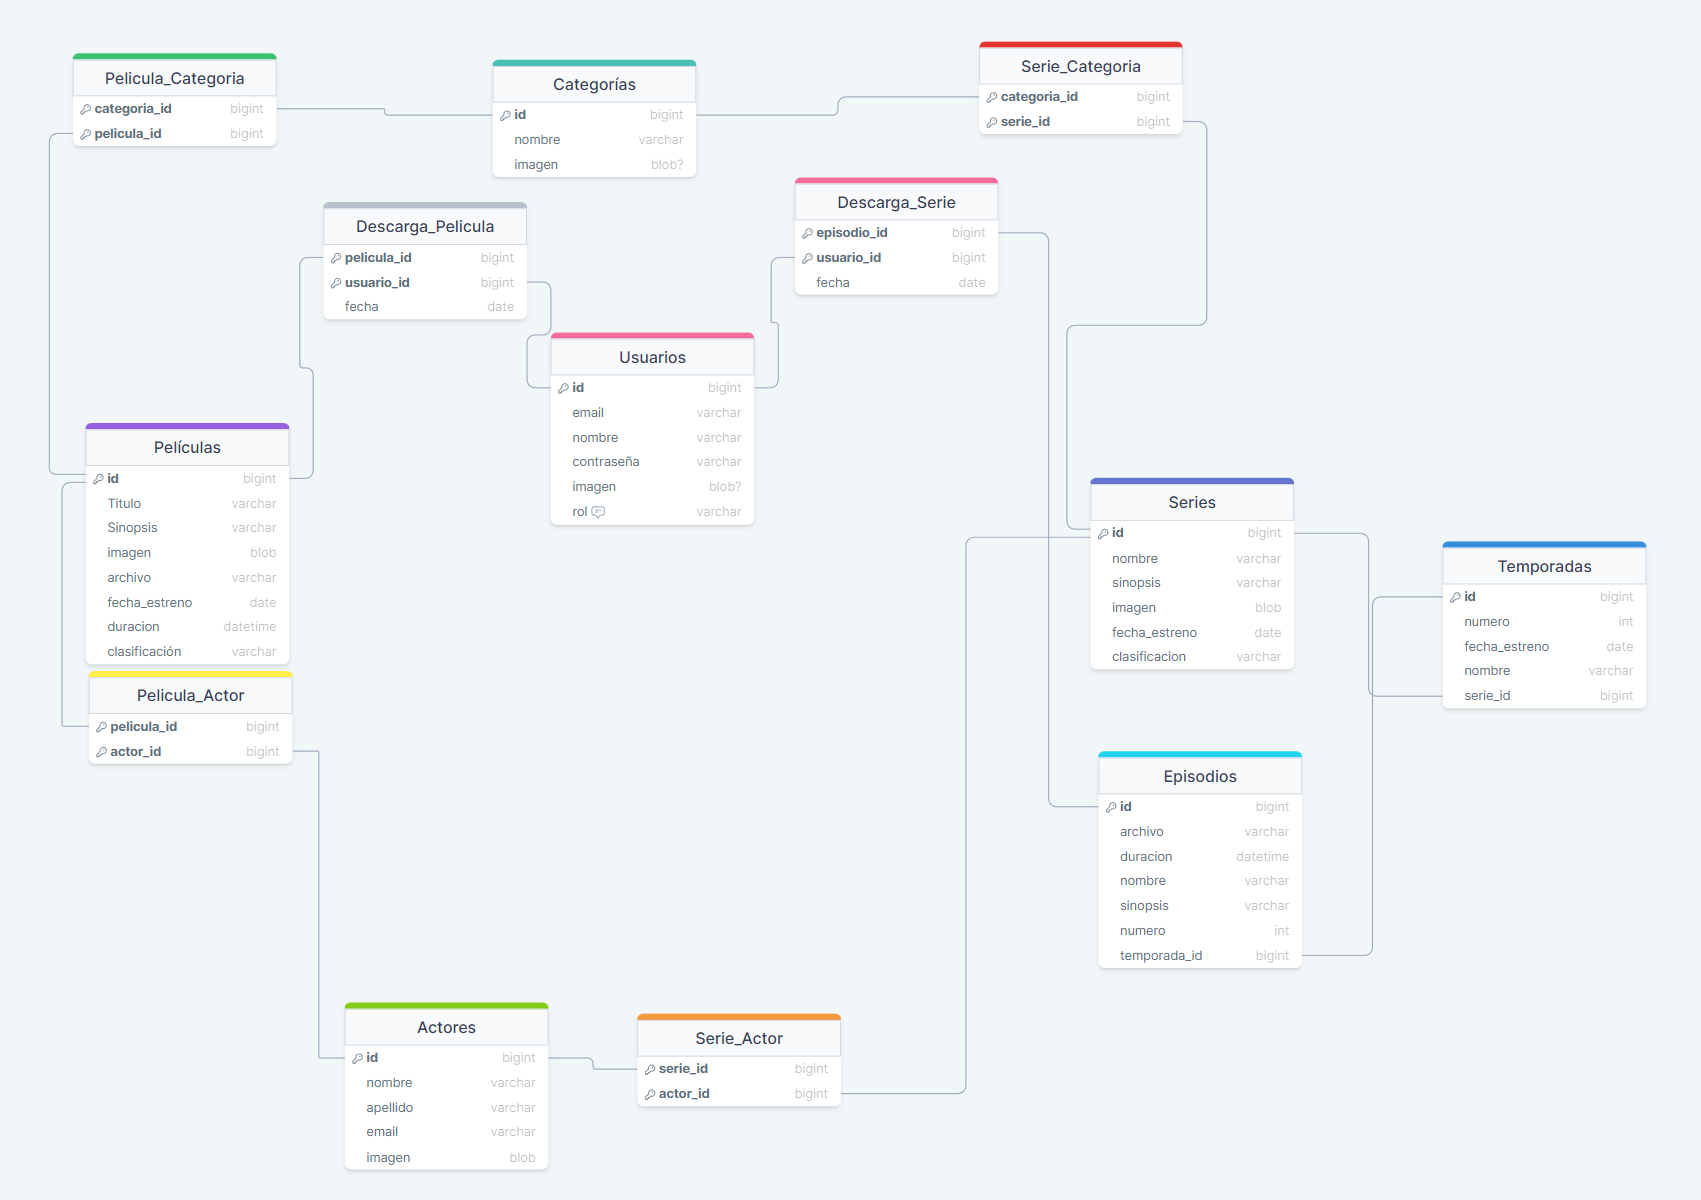 Pelicula_Categoria
categoria_id bigint
pelicula_id bigint
Categorías
id bigint
nombre varchar
imagen blob?
Serie_Categoria
categoria_id bigint
serie_id bigint
Descarga_Pelicula
pelicula_id bigint
usuario_id bigint
fecha date
Descarga_Serie
episodio_id bigint
usuario_id bigint
fecha date
Usuarios
id bigint
email varchar
nombre varchar
contraseña varchar
imagen blob?
rol varchar
Películas
id bigint
Titulo varchar
Sinopsis varchar
imagen blob
archivo varchar
fecha_estreno date
duracion datetime
clasificación varchar
Pelicula_Actor
pelicula_id bigint
actor_id bigint
Series
id bigint
nombre varchar
sinopsis varchar
imagen blob
fecha_estreno date
clasificacion varchar
Temporadas
id bigint
numero int
fecha_estreno date
nombre varchar
serie_id bigint
Episodios
id bigint
archivo varchar
duracion datetime
nombre varchar
sinopsis varchar
numero int
temporada_id bigint
Actores
id bigint
nombre varchar
apellido varchar
email varchar
imagen blob
Serie_Actor
serie_id bigint
actor_id bigint